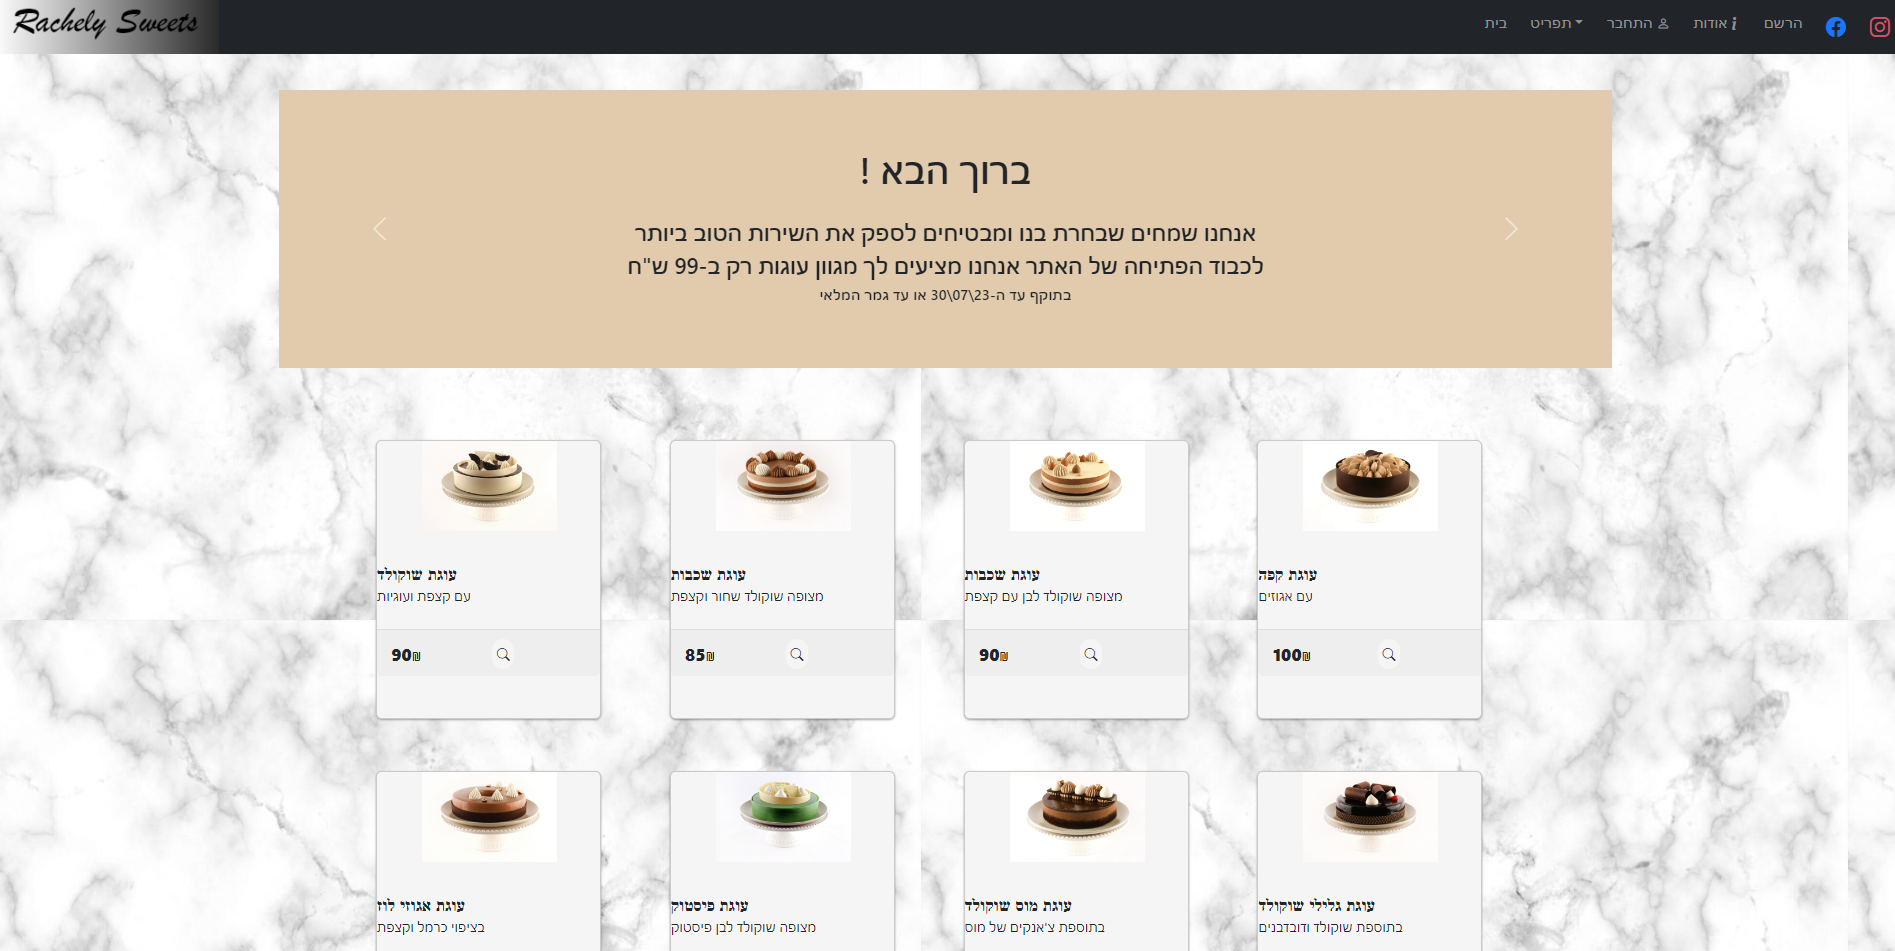 Rachely Sweets
בית
תפריט
התחבר
אודות
הרשם
ברוך הבא !
אנחנו שמחים שבחרת בנו ומבטיחים לספק את השירות הטוב ביותר
לכבוד הפתיחה של האתר אנחנו מציעים לך מגוון עוגות רק ב-99 ש"ח
בתוקף עד ה-23\07\30 או עד גמר המלאי
עוגת שוקולד
עם קצפת ועוגיות
90₪
עוגת שכבות
מצופה שוקולד שחור וקצפת
85₪
עוגת שכבות
מצופה שוקולד לבן עם קצפת
90₪
עוגת קפה
עם אגוזים
100₪
עוגת אגוזי לוז
בציפוי כרמל וקצפת
עוגת פיסטוק
מצופה שוקולד לבן פיסטוק
עוגת מוס שוקולד
בתוספת צ'אנקים של מוס
עוגת גלילי שוקולד
בתוספת שוקולד ודובדבנים